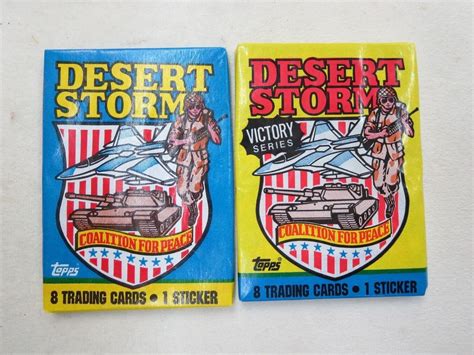 DESERT
STORM
COALITION FOR PEACE
Topps
8 TRADING CARDS • 1 STICKER
DESERT
STORM
VICTORY
SERIES
COALITION FOR PEACE
Topps
8 TRADING CARDS • 1 STICKER